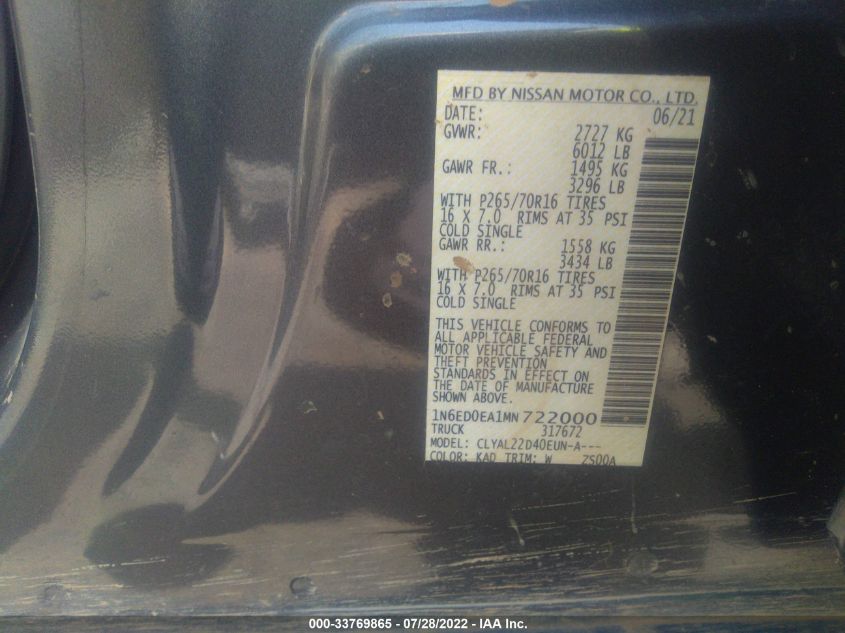 MFD BY NISSAN MOTOR CO., LTD.
DATE: 06/21
GVWR: 2727 KG
6012 LB
GAWR FR.: 1495 KG
3296 LB
WITH P265/70R16 TIRES
16 X 7.0 RIMS AT 35 PSI
COLD SINGLE
GAWR RR.: 1558 KG
3434 LB
WITH P265/70R16 TIRES
16 X 7.0 RIMS AT 35 PSI
COLD SINGLE
THIS VEHICLE CONFORMS TO
ALL APPLICABLE FEDERAL
MOTOR VEHICLE SAFETY AND
THEFT PREVENTION
STANDARDS IN EFFECT ON
THE DATE OF MANUFACTURE
SHOWN ABOVE.
1N6ED0EA1MN722000
TRUCK 317672
MODEL: CLYAL22D40EUN-A---
COLOR: KAD TRIM: W ZS00A
000-33769865 - 07/28/2022 - IAA Inc.